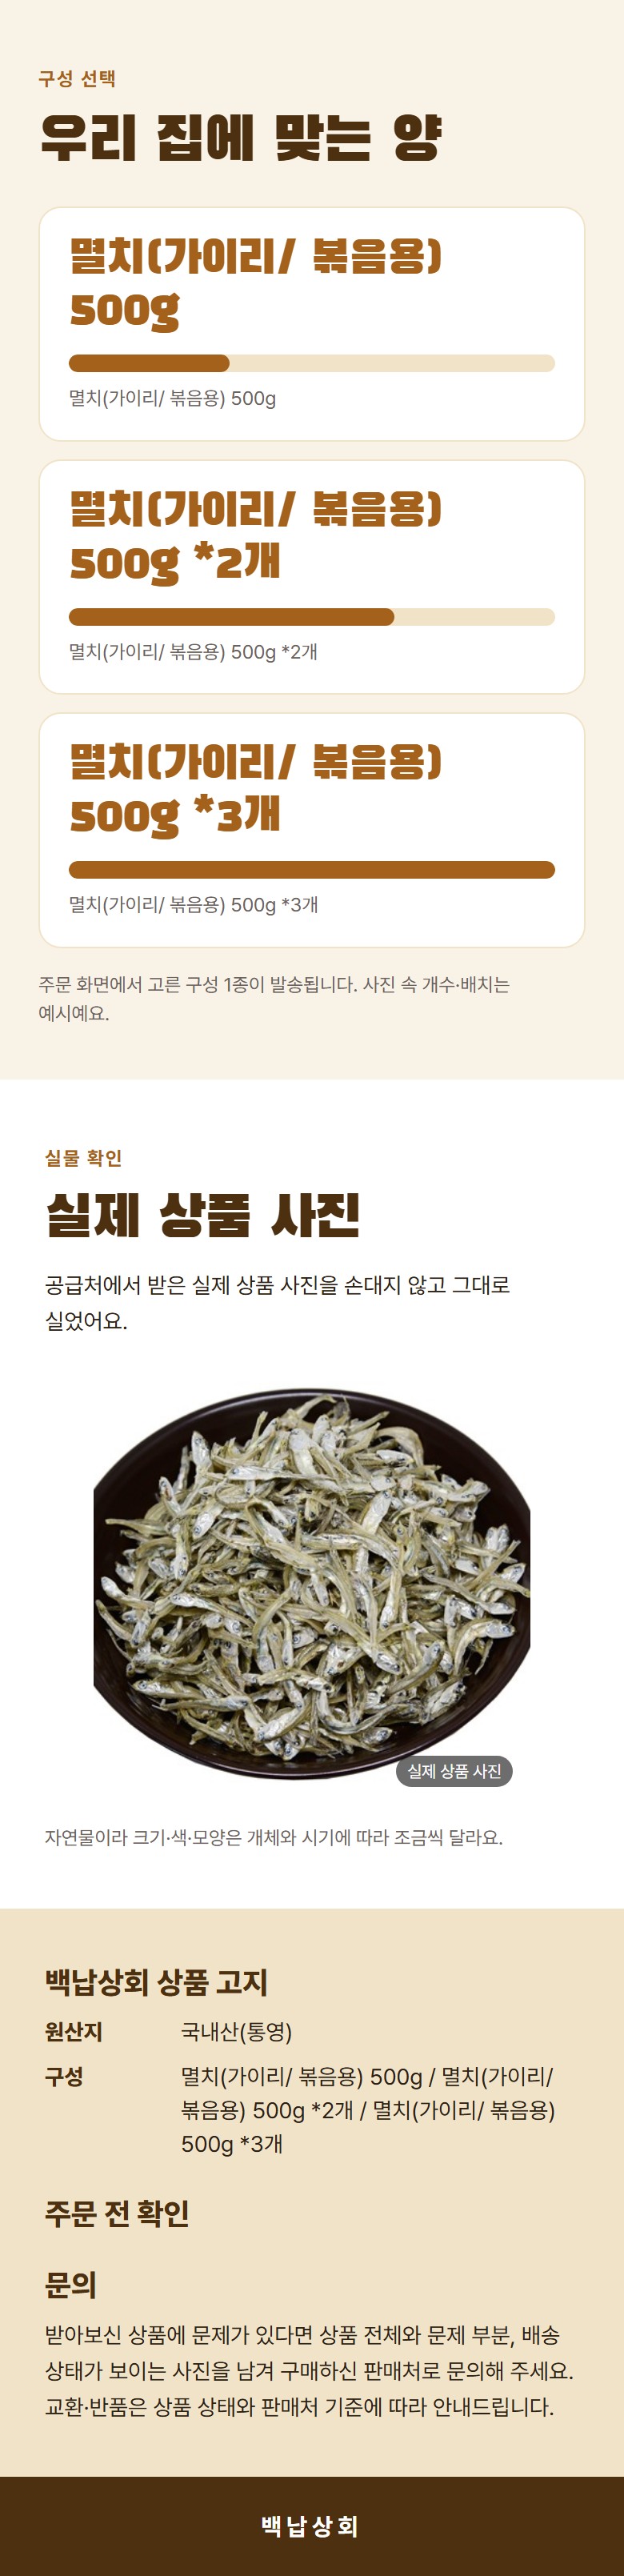 구성 선택
우리 집에 맞는 양
멸치(가이리/ 볶음용)
500g
멸치(가이리/ 볶음용) 500g
멸치(가이리/ 볶음용)
500g *2개
멸치(가이리/ 볶음용) 500g *2개
멸치(가이리/ 볶음용)
500g *3개
멸치(가이리/ 볶음용) 500g *3개
주문 화면에서 고른 구성 1종이 발송됩니다. 사진 속 개수·배치는
예시예요.
실물 확인
실제 상품 사진
공급처에서 받은 실제 상품 사진을 손대지 않고 그대로
실었어요.
실제 상품 사진
자연물이라 크기·색·모양은 개체와 시기에 따라 조금씩 달라요.
백납상회 상품 고지
원산지 국내산(통영)
구성 멸치(가이리/ 볶음용) 500g / 멸치(가이리/
볶음용) 500g *2개 / 멸치(가이리/ 볶음용)
500g *3개
주문 전 확인
문의
받아보신 상품에 문제가 있다면 상품 전체와 문제 부분, 배송
상태가 보이는 사진을 남겨 구매하신 판매처로 문의해 주세요.
교환·반품은 상품 상태와 판매처 기준에 따라 안내드립니다.
백납상회